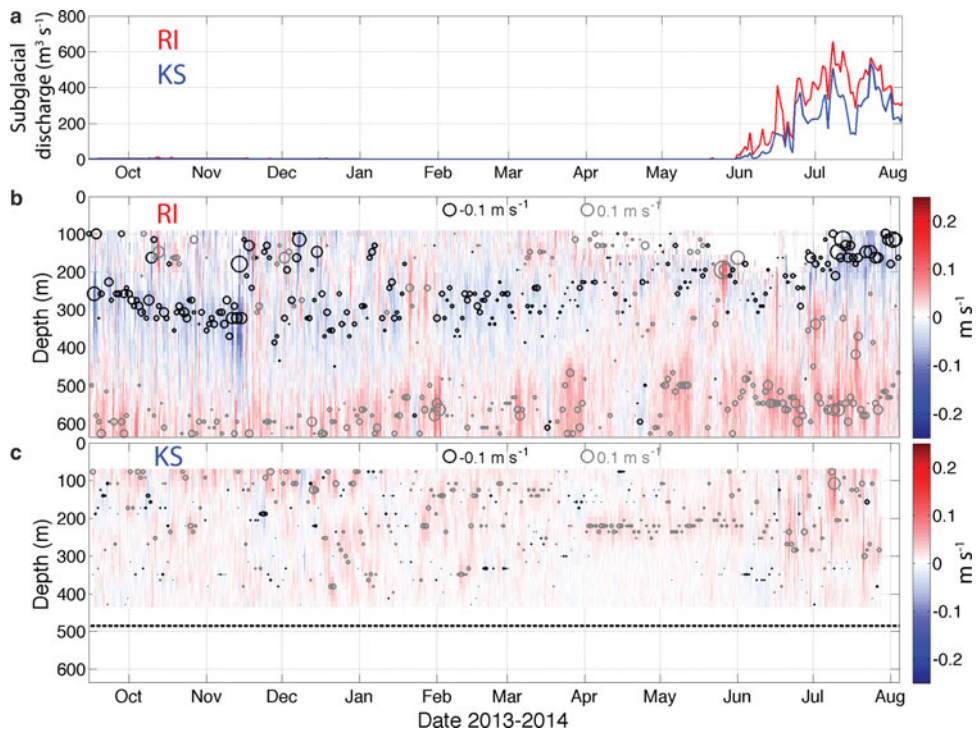 a
Subglacial
discharge (m³ s⁻¹)
800
600
400
200
0
RI
KS
Oct Nov Dec Jan Feb Mar Apr May Jun Jul Aug
b
RI
-0.1 m s⁻¹ 0.1 m s⁻¹
Depth (m)
0
100
200
300
400
500
600
0.2
0.1
0
-0.1
-0.2
m s⁻¹
c
KS
-0.1 m s⁻¹ 0.1 m s⁻¹
Depth (m)
0
100
200
300
400
500
600
0.2
0.1
0
-0.1
-0.2
m s⁻¹
Oct Nov Dec Jan Feb Mar Apr May Jun Jul Aug
Date 2013-2014